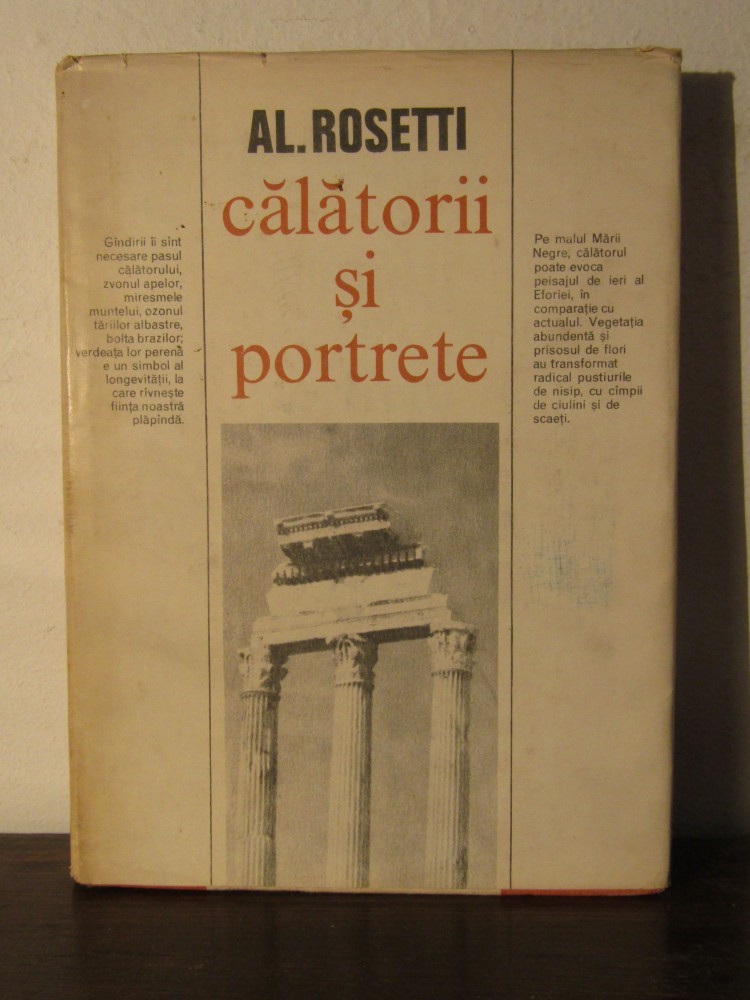 AL. ROSETTI
călătorii
și
portrete
Gîndirii îi sînt
necesare pasul
călătorului,
zvonul apelor,
miresmele
muntelui, ozonul
tăriilor albastre,
bolta brazilor;
verdeața lor perenă
e un simbol al
longevității, la
care rîvnește
ființa noastră
plăpîndă.
Pe malul Mării
Negre, călătorul
poate evoca
peisajul de ieri al
Eforiei, în
comparație cu
actualul. Vegetația
abundentă și
prisosul de flori
au transformat
radical pustiurile
de nisip, cu cîmpii
de ciulini și de
scaeți.